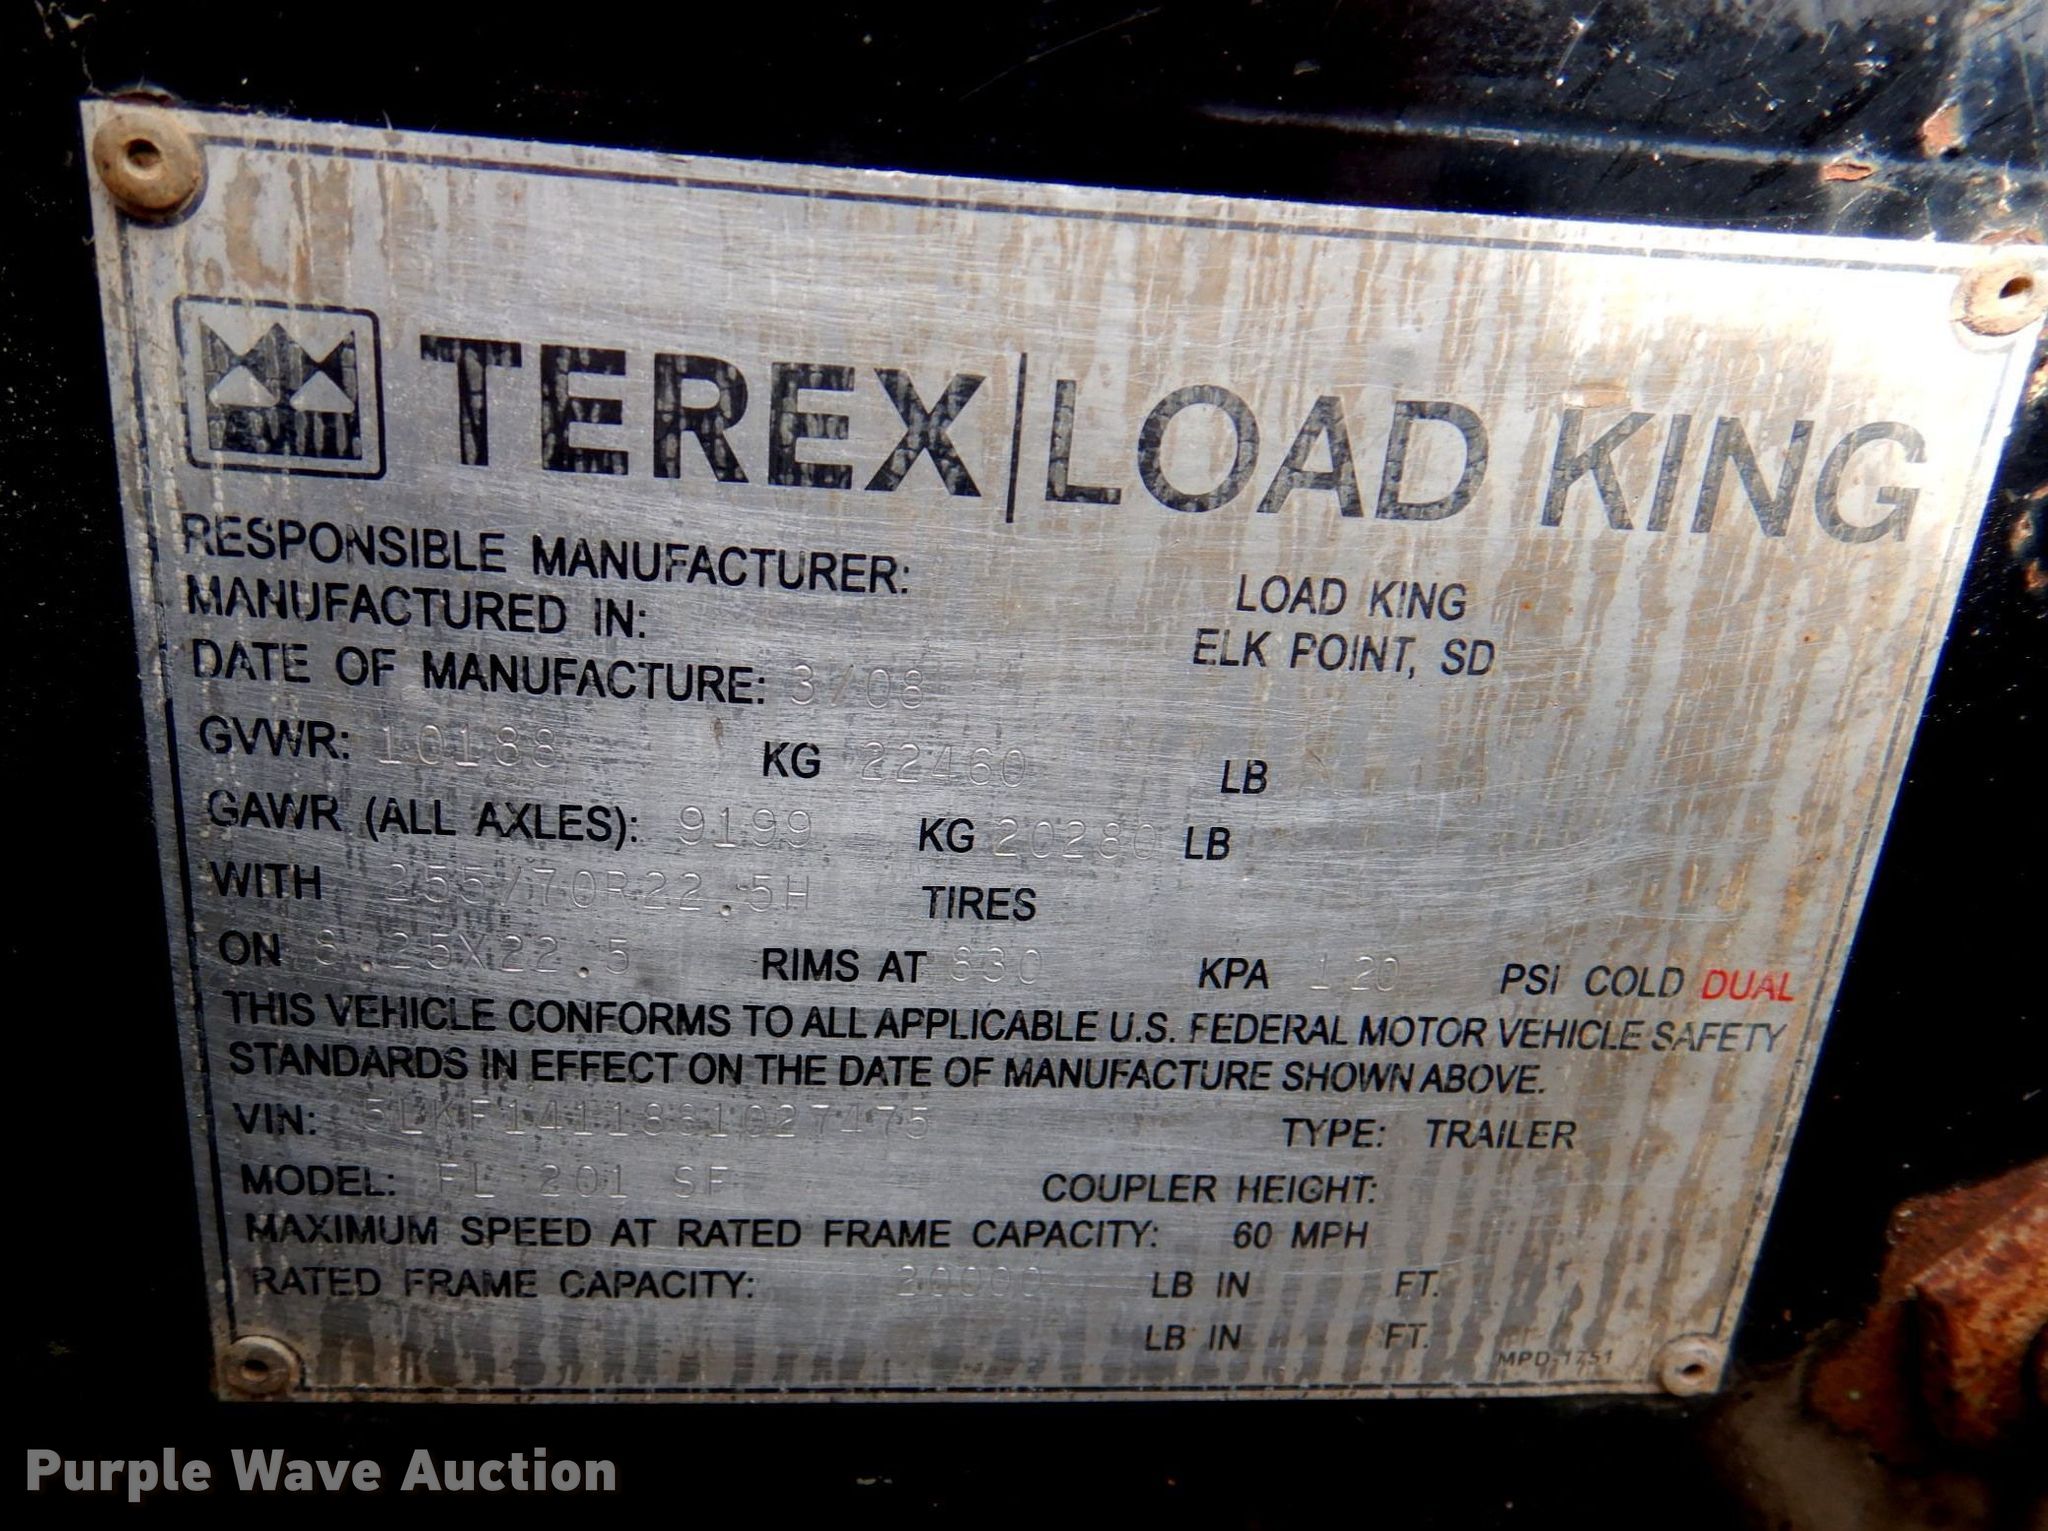 TEREX | LOAD KING
RESPONSIBLE MANUFACTURER: LOAD KING
MANUFACTURED IN: ELK POINT, SD
DATE OF MANUFACTURE: 3/08
GVWR: 10188 KG 22460 LB
GAWR (ALL AXLES): 9199 KG 20280 LB
WITH 255/70R22.5H TIRES
ON 8.25X22.5 RIMS AT 830 KPA 120 PSI COLD DUAL
THIS VEHICLE CONFORMS TO ALL APPLICABLE U.S. FEDERAL MOTOR VEHICLE SAFETY
STANDARDS IN EFFECT ON THE DATE OF MANUFACTURE SHOWN ABOVE.
VIN: TYPE: TRAILER
MODEL: FL 201 SF COUPLER HEIGHT:
MAXIMUM SPEED AT RATED FRAME CAPACITY: 60 MPH
RATED FRAME CAPACITY: 20000 LB IN FT.
LB IN FT.
MPD-1751
Purple Wave Auction